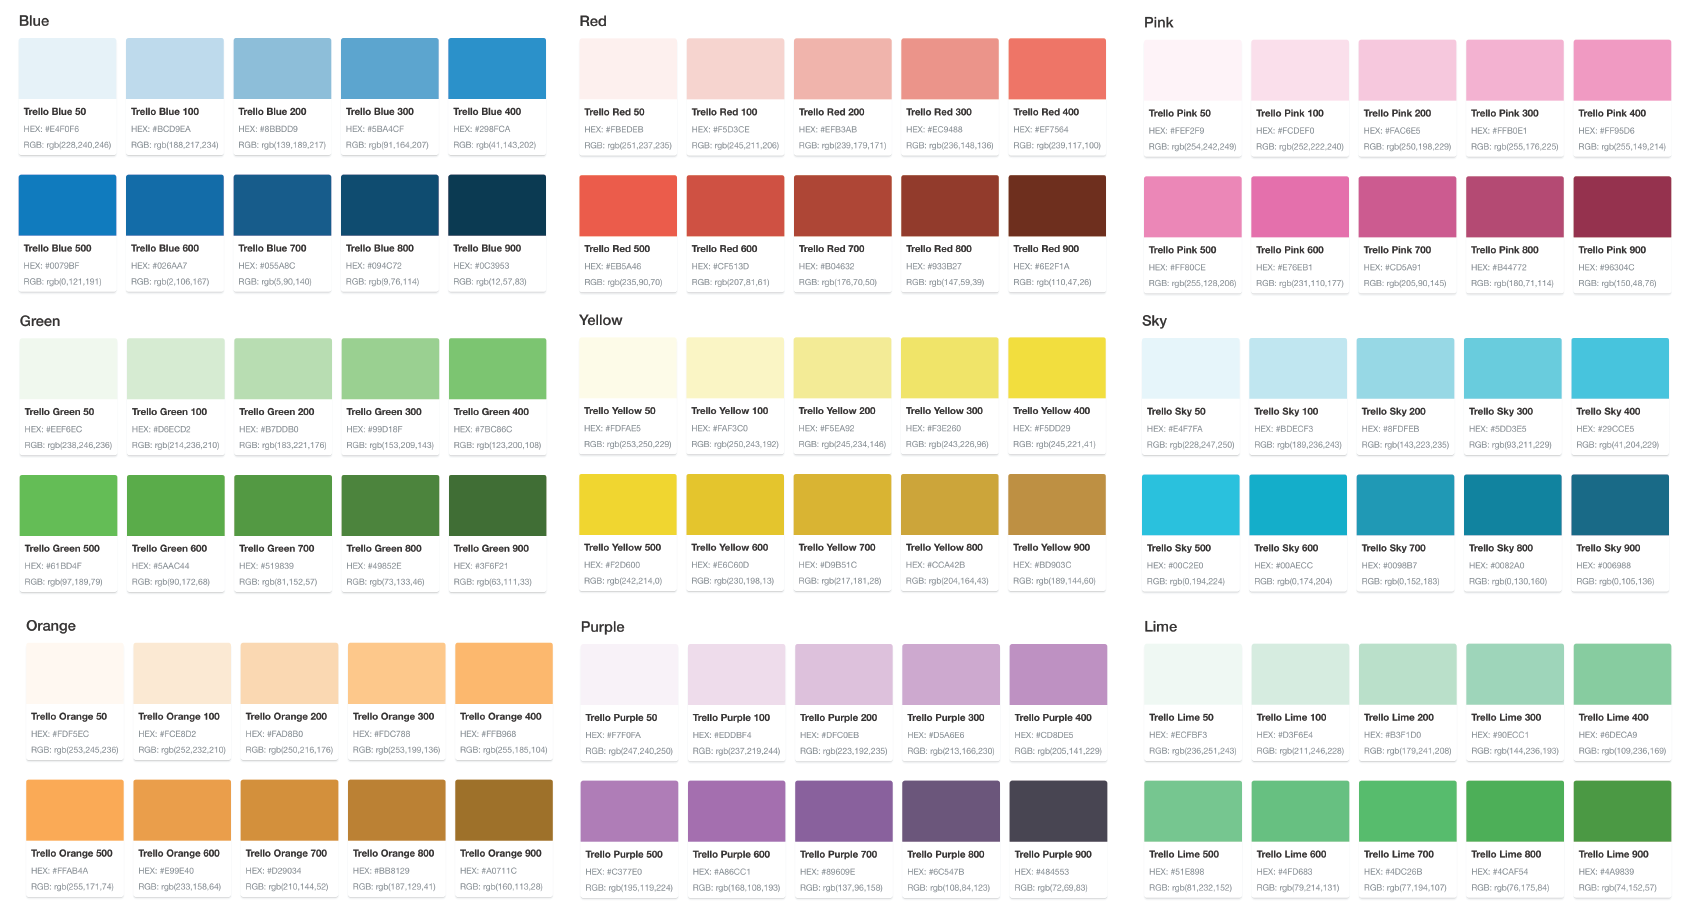 Blue
Trello Blue 50
HEX: #E4F0F6
RGB: rgb(228,240,246)
Trello Blue 100
HEX: #BCD9EA
RGB: rgb(188,217,234)
Trello Blue 200
HEX: #8BBDD9
RGB: rgb(139,189,217)
Trello Blue 300
HEX: #5BA4CF
RGB: rgb(91,164,207)
Trello Blue 400
HEX: #298FCA
RGB: rgb(41,143,202)
Trello Blue 500
HEX: #0079BF
RGB: rgb(0,121,191)
Trello Blue 600
HEX: #026AA7
RGB: rgb(2,106,167)
Trello Blue 700
HEX: #055A8C
RGB: rgb(5,90,140)
Trello Blue 800
HEX: #094C72
RGB: rgb(9,76,114)
Trello Blue 900
HEX: #0C3953
RGB: rgb(12,57,83)
Red
Trello Red 50
HEX: #FBEDEB
RGB: rgb(251,237,235)
Trello Red 100
HEX: #F5D3CE
RGB: rgb(245,211,206)
Trello Red 200
HEX: #EFB3AB
RGB: rgb(239,179,171)
Trello Red 300
HEX: #EC9488
RGB: rgb(236,148,136)
Trello Red 400
HEX: #EF7564
RGB: rgb(239,117,100)
Trello Red 500
HEX: #EB5A46
RGB: rgb(235,90,70)
Trello Red 600
HEX: #CF513D
RGB: rgb(207,81,61)
Trello Red 700
HEX: #B04632
RGB: rgb(176,70,50)
Trello Red 800
HEX: #933B27
RGB: rgb(147,59,39)
Trello Red 900
HEX: #6E2F1A
RGB: rgb(110,47,26)
Pink
Trello Pink 50
HEX: #FEF2F9
RGB: rgb(254,242,249)
Trello Pink 100
HEX: #FCDEF0
RGB: rgb(252,222,240)
Trello Pink 200
HEX: #FAC6E5
RGB: rgb(250,198,229)
Trello Pink 300
HEX: #FFB0E1
RGB: rgb(255,176,225)
Trello Pink 400
HEX: #FF95D6
RGB: rgb(255,149,214)
Trello Pink 500
HEX: #FF80CE
RGB: rgb(255,128,206)
Trello Pink 600
HEX: #E76EB1
RGB: rgb(231,110,177)
Trello Pink 700
HEX: #CD5A91
RGB: rgb(205,90,145)
Trello Pink 800
HEX: #B44772
RGB: rgb(180,71,114)
Trello Pink 900
HEX: #96304C
RGB: rgb(150,48,76)
Green
Trello Green 50
HEX: #EEF6EC
RGB: rgb(238,246,236)
Trello Green 100
HEX: #D6ECD2
RGB: rgb(214,236,210)
Trello Green 200
HEX: #B7DDB0
RGB: rgb(183,221,176)
Trello Green 300
HEX: #99D18F
RGB: rgb(153,209,143)
Trello Green 400
HEX: #7BC86C
RGB: rgb(123,200,108)
Trello Green 500
HEX: #61BD4F
RGB: rgb(97,189,79)
Trello Green 600
HEX: #5AAC44
RGB: rgb(90,172,68)
Trello Green 700
HEX: #519839
RGB: rgb(81,152,57)
Trello Green 800
HEX: #49852E
RGB: rgb(73,133,46)
Trello Green 900
HEX: #3F6F21
RGB: rgb(63,111,33)
Yellow
Trello Yellow 50
HEX: #FDFAE5
RGB: rgb(253,250,229)
Trello Yellow 100
HEX: #FAF3C0
RGB: rgb(250,243,192)
Trello Yellow 200
HEX: #F5EA92
RGB: rgb(245,234,146)
Trello Yellow 300
HEX: #F3E260
RGB: rgb(243,226,96)
Trello Yellow 400
HEX: #F5DD29
RGB: rgb(245,221,41)
Trello Yellow 500
HEX: #F2D600
RGB: rgb(242,214,0)
Trello Yellow 600
HEX: #E6C60D
RGB: rgb(230,198,13)
Trello Yellow 700
HEX: #D9B51C
RGB: rgb(217,181,28)
Trello Yellow 800
HEX: #CCA42B
RGB: rgb(204,164,43)
Trello Yellow 900
HEX: #BD903C
RGB: rgb(189,144,60)
Sky
Trello Sky 50
HEX: #E4F7FA
RGB: rgb(228,247,250)
Trello Sky 100
HEX: #BDECF3
RGB: rgb(189,236,243)
Trello Sky 200
HEX: #8FDFEB
RGB: rgb(143,223,235)
Trello Sky 300
HEX: #5DD3E5
RGB: rgb(93,211,229)
Trello Sky 400
HEX: #29CCE5
RGB: rgb(41,204,229)
Trello Sky 500
HEX: #00C2E0
RGB: rgb(0,194,224)
Trello Sky 600
HEX: #00AECC
RGB: rgb(0,174,204)
Trello Sky 700
HEX: #0098B7
RGB: rgb(0,152,183)
Trello Sky 800
HEX: #0082A0
RGB: rgb(0,130,160)
Trello Sky 900
HEX: #006988
RGB: rgb(0,105,136)
Orange
Trello Orange 50
HEX: #FDF5EC
RGB: rgb(253,245,236)
Trello Orange 100
HEX: #FCE8D2
RGB: rgb(252,232,210)
Trello Orange 200
HEX: #FAD8B0
RGB: rgb(250,216,176)
Trello Orange 300
HEX: #FDC788
RGB: rgb(253,199,136)
Trello Orange 400
HEX: #FFB968
RGB: rgb(255,185,104)
Trello Orange 500
HEX: #FFAB4A
RGB: rgb(255,171,74)
Trello Orange 600
HEX: #E99E40
RGB: rgb(233,158,64)
Trello Orange 700
HEX: #D29034
RGB: rgb(210,144,52)
Trello Orange 800
HEX: #BB8129
RGB: rgb(187,129,41)
Trello Orange 900
HEX: #A0711C
RGB: rgb(160,113,28)
Purple
Trello Purple 50
HEX: #F7F0FA
RGB: rgb(247,240,250)
Trello Purple 100
HEX: #EDDBF4
RGB: rgb(237,219,244)
Trello Purple 200
HEX: #DFC0EB
RGB: rgb(223,192,235)
Trello Purple 300
HEX: #D5A6E6
RGB: rgb(213,166,230)
Trello Purple 400
HEX: #CD8DE5
RGB: rgb(205,141,229)
Trello Purple 500
HEX: #C377E0
RGB: rgb(195,119,224)
Trello Purple 600
HEX: #A86CC1
RGB: rgb(168,108,193)
Trello Purple 700
HEX: #89609E
RGB: rgb(137,96,158)
Trello Purple 800
HEX: #6C547B
RGB: rgb(108,84,123)
Trello Purple 900
HEX: #484553
RGB: rgb(72,69,83)
Lime
Trello Lime 50
HEX: #ECFBF3
RGB: rgb(236,251,243)
Trello Lime 100
HEX: #D3F6E4
RGB: rgb(211,246,228)
Trello Lime 200
HEX: #B3F1D0
RGB: rgb(179,241,208)
Trello Lime 300
HEX: #90ECC1
RGB: rgb(144,236,193)
Trello Lime 400
HEX: #6DECA9
RGB: rgb(109,236,169)
Trello Lime 500
HEX: #51E898
RGB: rgb(81,232,152)
Trello Lime 600
HEX: #4FD683
RGB: rgb(79,214,131)
Trello Lime 700
HEX: #4DC26B
RGB: rgb(77,194,107)
Trello Lime 800
HEX: #4CAF54
RGB: rgb(76,175,84)
Trello Lime 900
HEX: #4A9839
RGB: rgb(74,152,57)